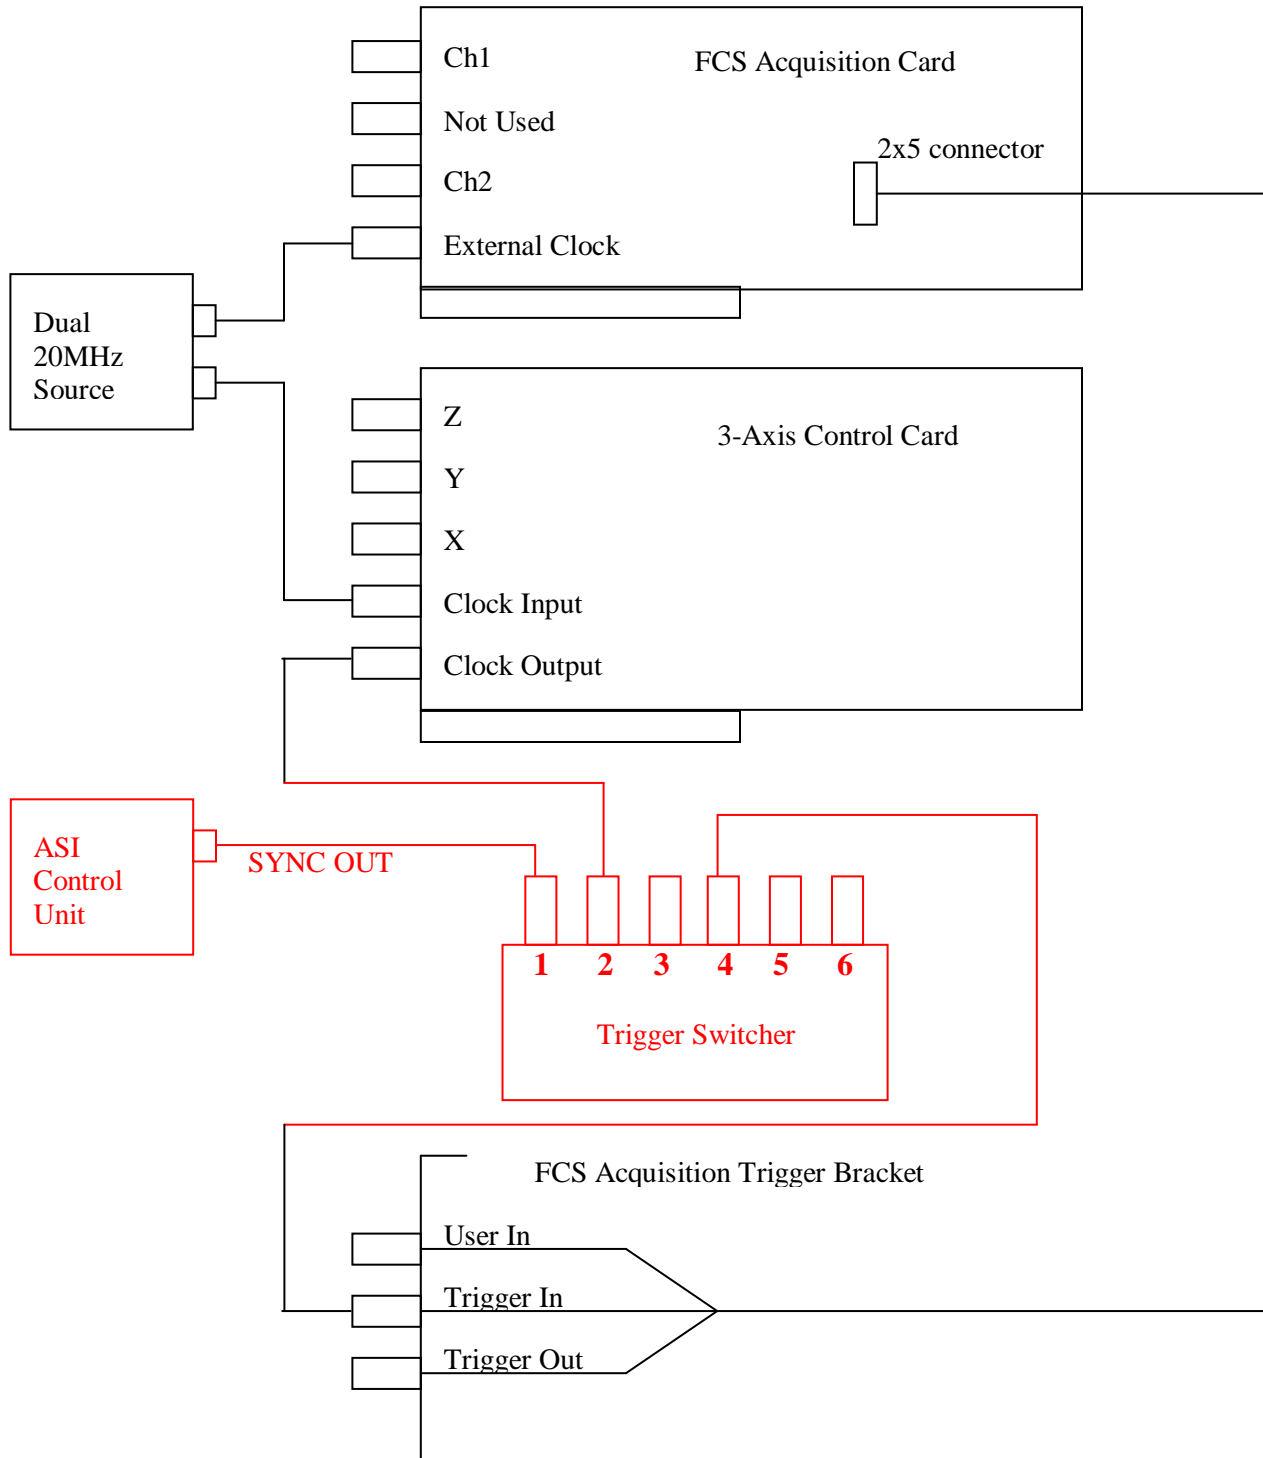 Ch1
FCS Acquisition Card
Not Used
2x5 connector
Ch2
External Clock
Dual
20MHz
Source
Z
3-Axis Control Card
Y
X
Clock Input
Clock Output
ASI
Control
Unit
SYNC OUT
1 2 3 4 5 6
Trigger Switcher
FCS Acquisition Trigger Bracket
User In
Trigger In
Trigger Out